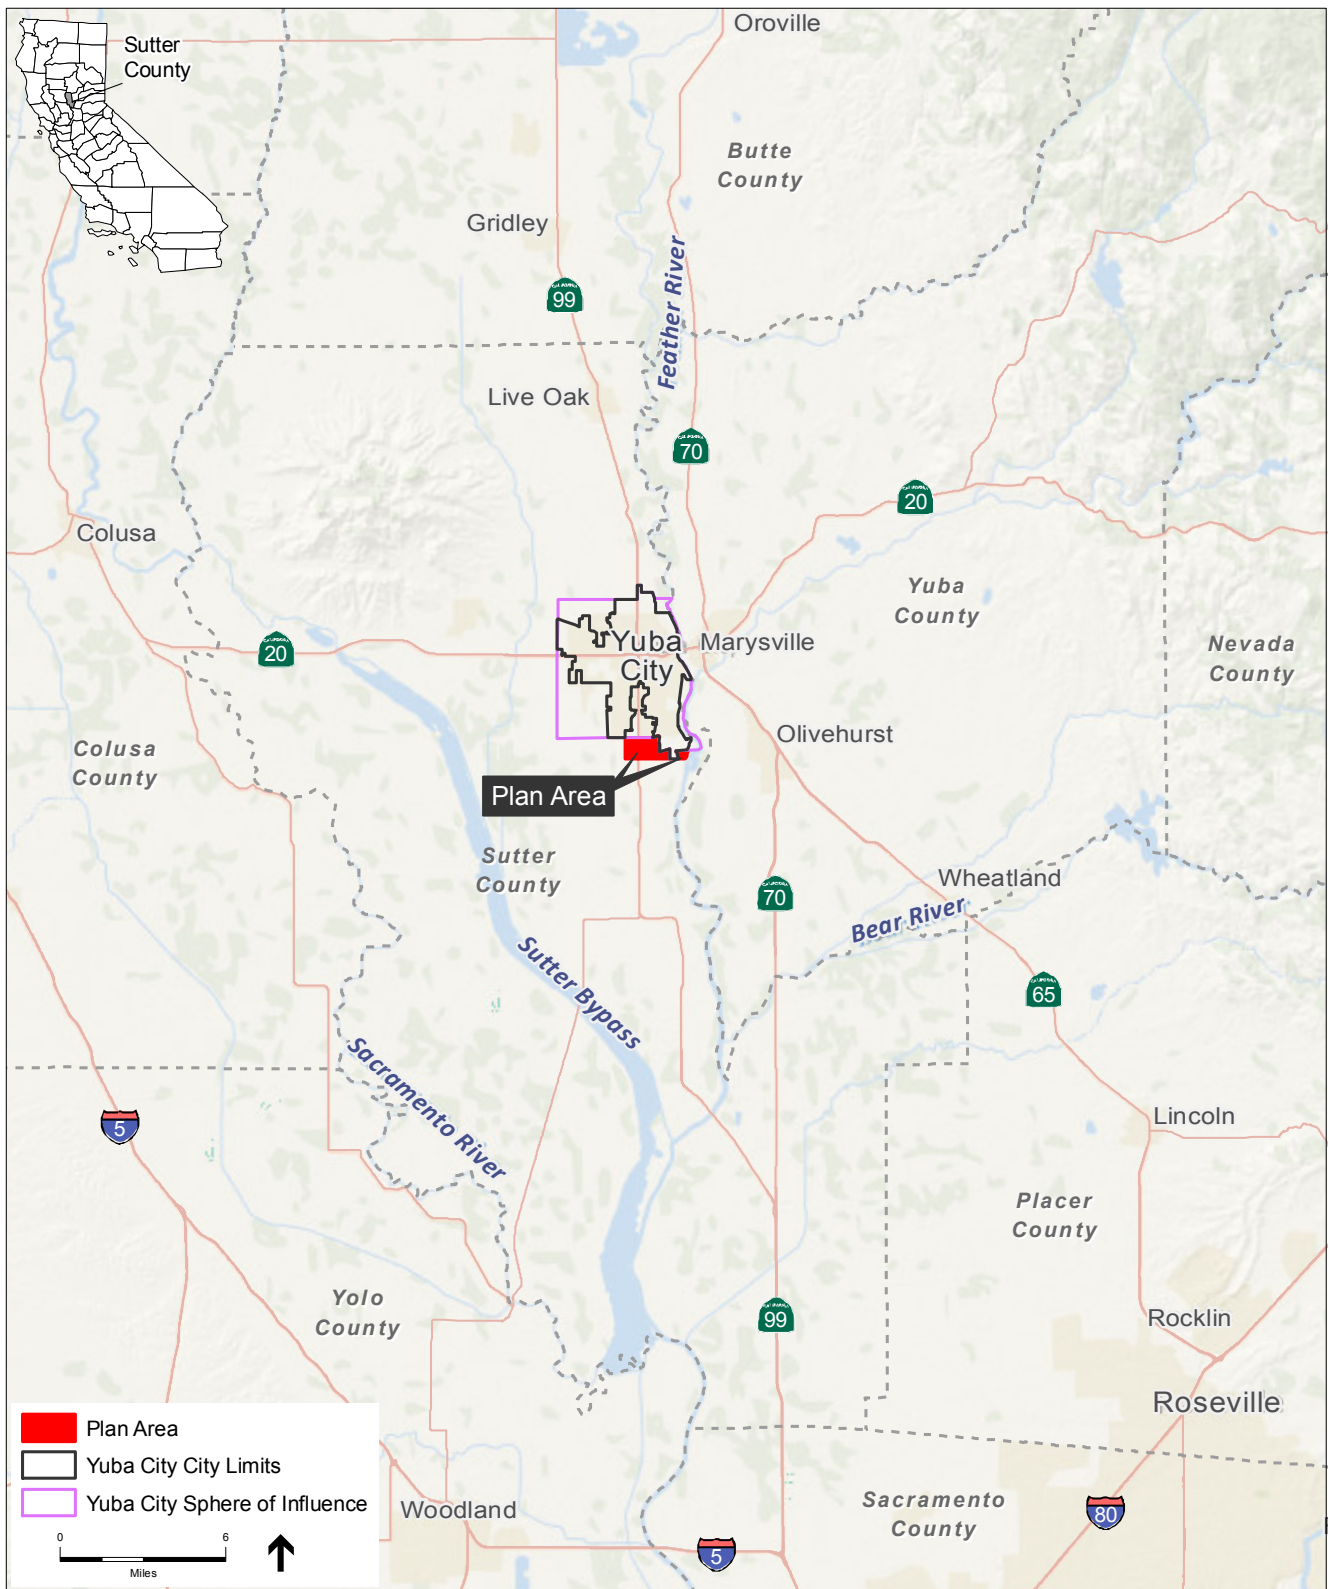 Oroville
Sutter
County
Butte
County
Gridley
Feather River
99
Live Oak
70
20
Colusa
Yuba
County
Yuba
City
Marysville
20
Nevada
County
Olivehurst
Colusa
County
Plan Area
Sutter
County
Wheatland
70
Bear River
Sutter Bypass
65
Sacramento River
5
Lincoln
Placer
County
Yolo
County
99
Rocklin
Roseville
Plan Area
Yuba City City Limits
Yuba City Sphere of Influence
0 6
Miles
Woodland
Sacramento
County
80
5